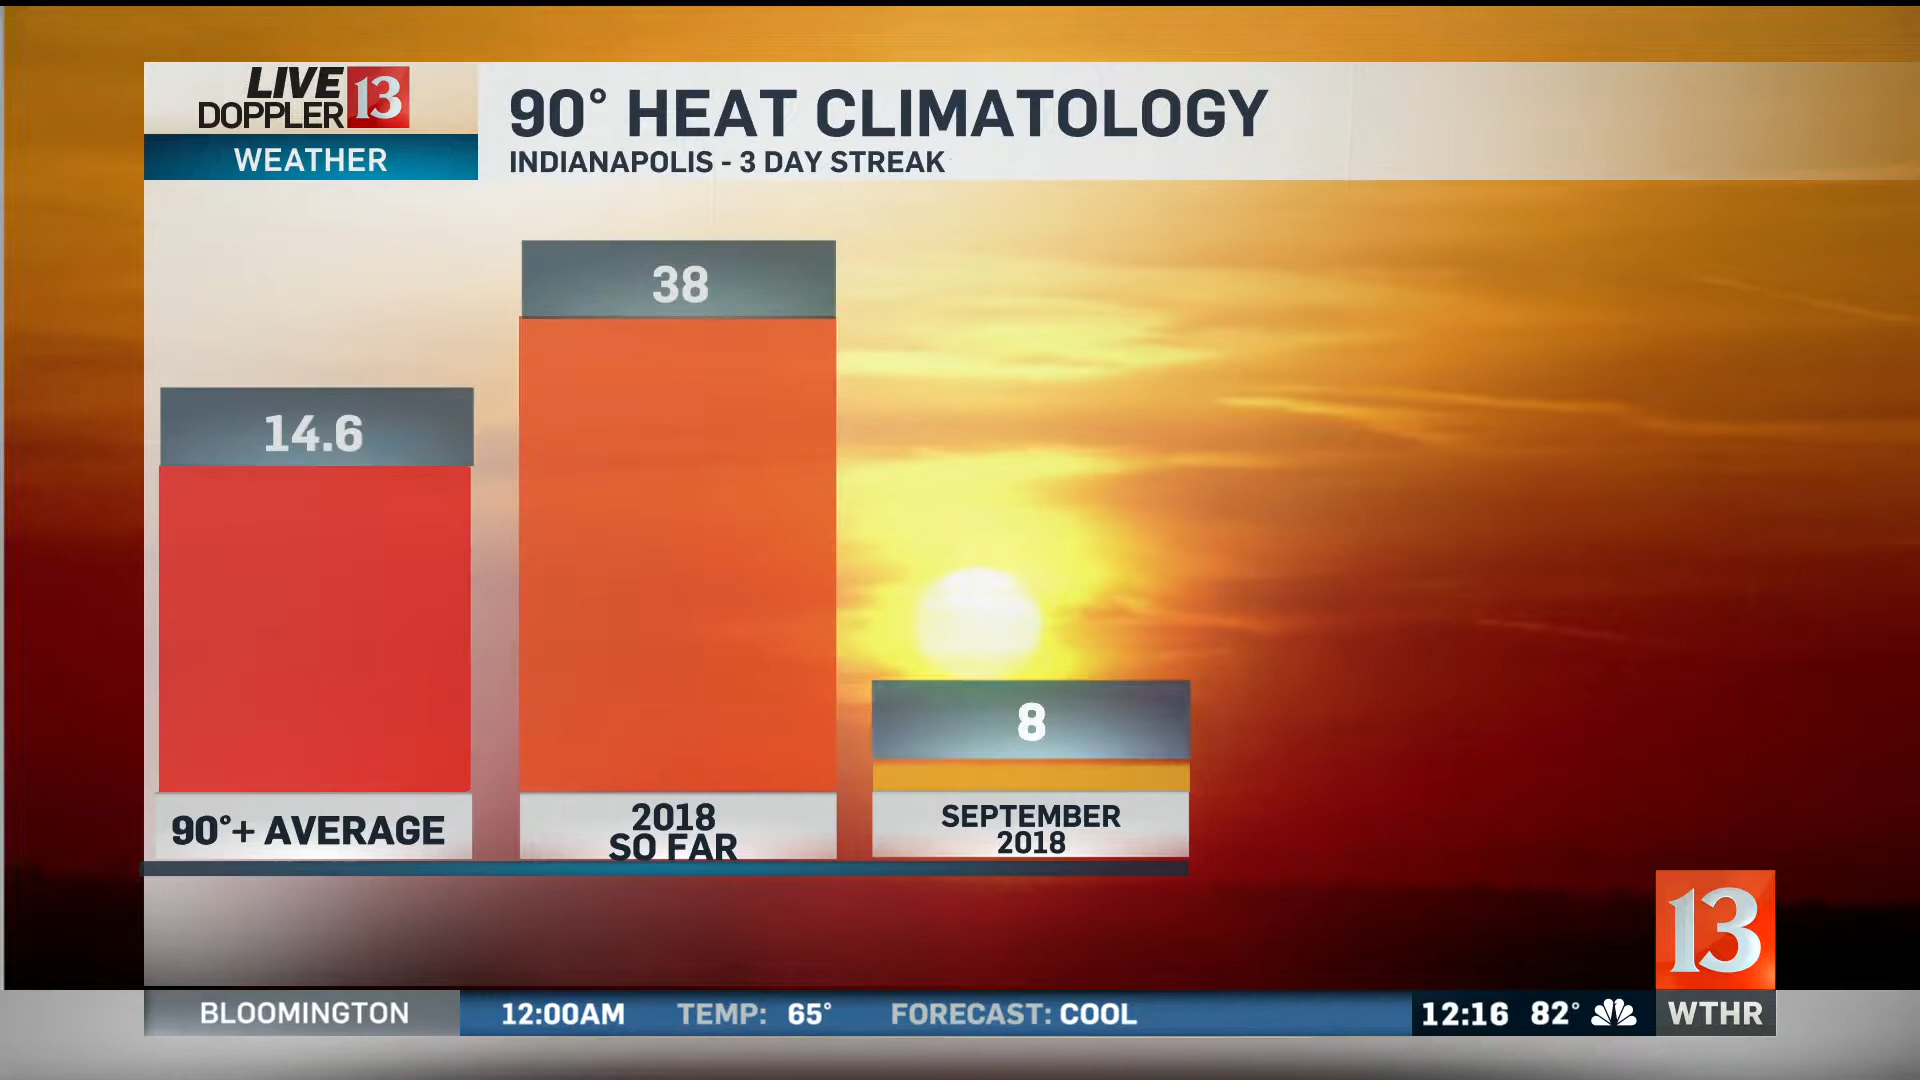 LIVE
DOPPLER 13
WEATHER
90° HEAT CLIMATOLOGY
INDIANAPOLIS - 3 DAY STREAK
38
14.6
8
90°+ AVERAGE
2018
SO FAR
SEPTEMBER
2018
13
BLOOMINGTON 12:00AM TEMP: 65° FORECAST: COOL 12:16 82° WTHR